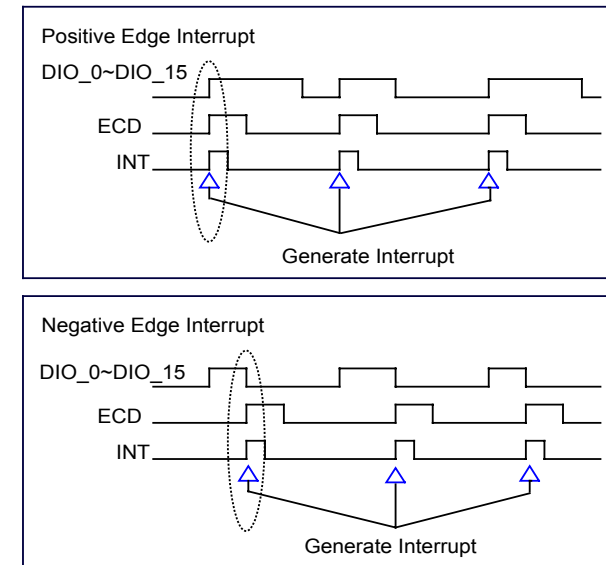 Positive Edge Interrupt
DIO_0~DIO_15
ECD
INT
Generate Interrupt
Negative Edge Interrupt
DIO_0~DIO_15
ECD
INT
Generate Interrupt